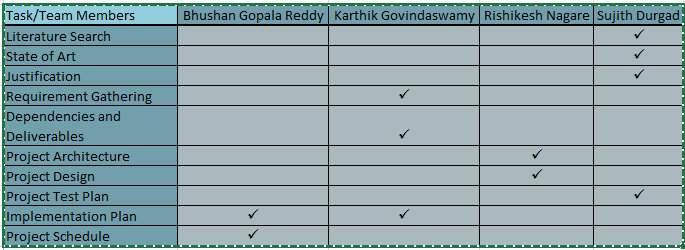 Task/Team Members Bhushan Gopala Reddy Karthik Govindaswamy Rishikesh Nagare Sujith Durgad
Literature Search ✓
State of Art ✓
Justification ✓
Requirement Gathering ✓
Dependencies and
Deliverables ✓
Project Architecture ✓
Project Design ✓
Project Test Plan ✓
Implementation Plan ✓ ✓
Project Schedule ✓